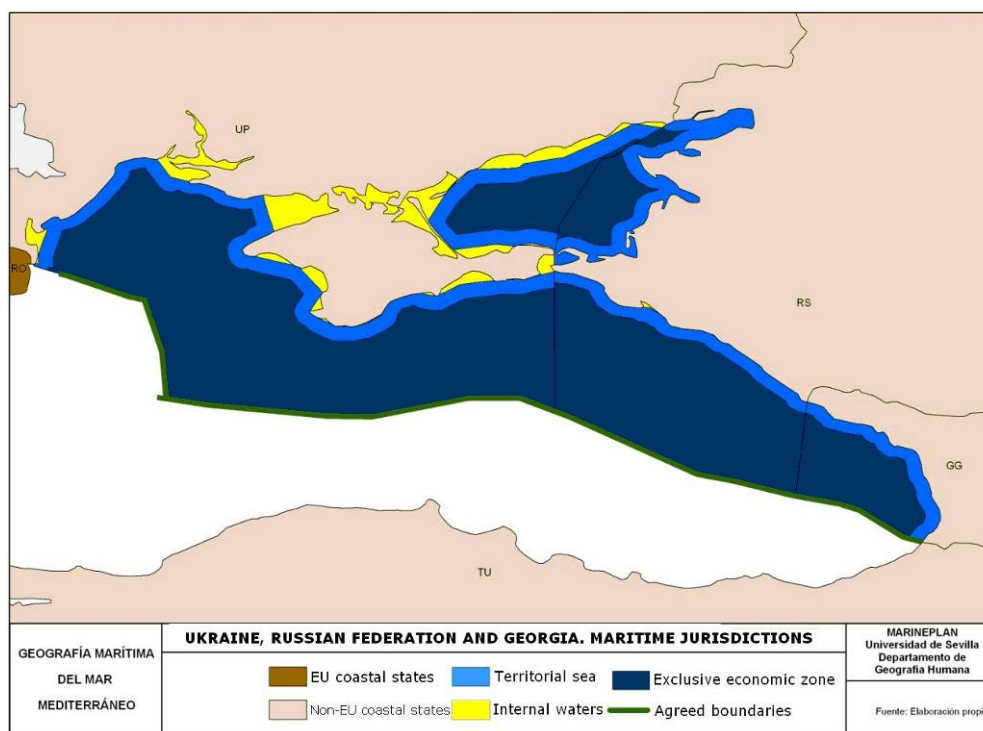 UP
RO
RS
GG
TU
GEOGRAFÍA MARÍTIMA
DEL MAR
MEDITERRÁNEO
UKRAINE, RUSSIAN FEDERATION AND GEORGIA. MARITIME JURISDICTIONS
EU coastal states
Territorial sea
Exclusive economic zone
Non-EU coastal states
Internal waters
Agreed boundaries
MARINEPLAN
Universidad de Sevilla
Departamento de
Geografía Humana
Fuente: Elaboración propi